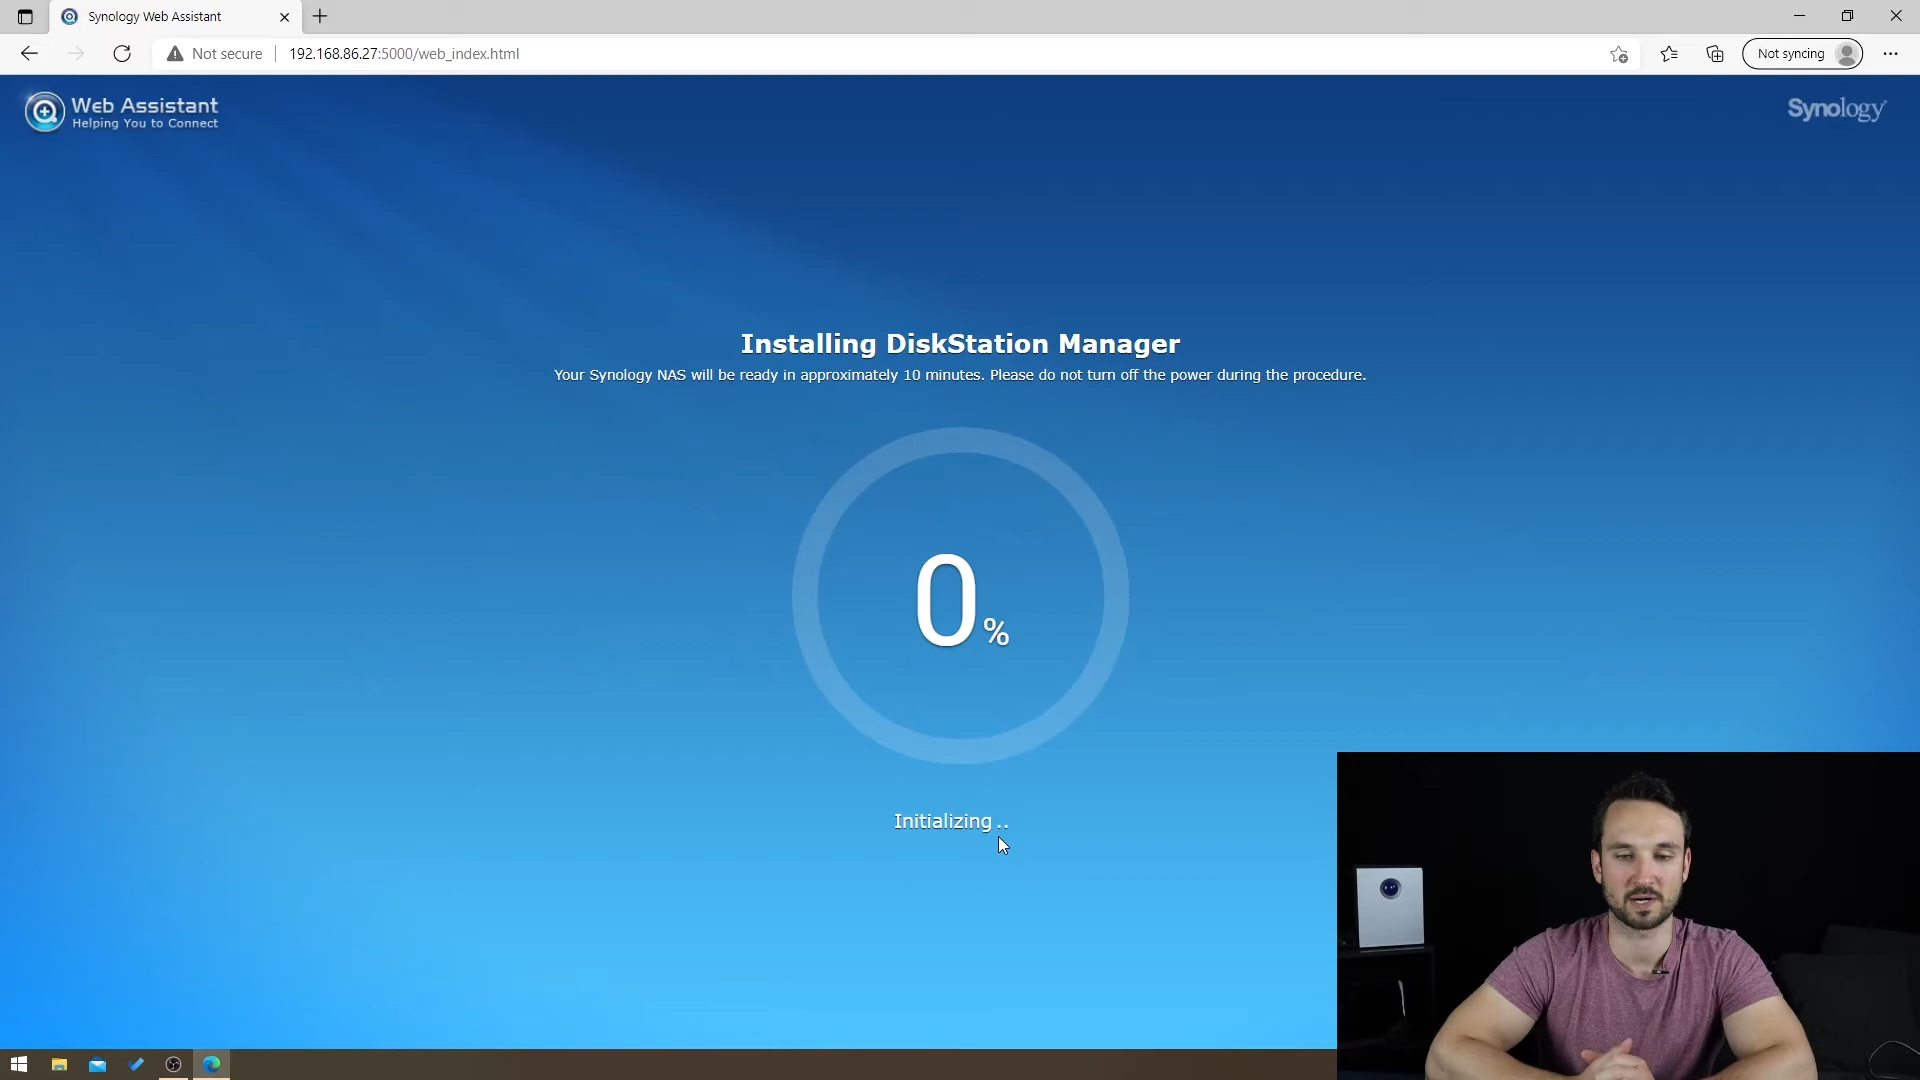 Synology Web Assistant
Not secure
192.168.86.27:5000/web_index.html
Not syncing
Web Assistant
Helping You to Connect
Synology
Installing DiskStation Manager
Your Synology NAS will be ready in approximately 10 minutes. Please do not turn off the power during the procedure.
0%
Initializing ..